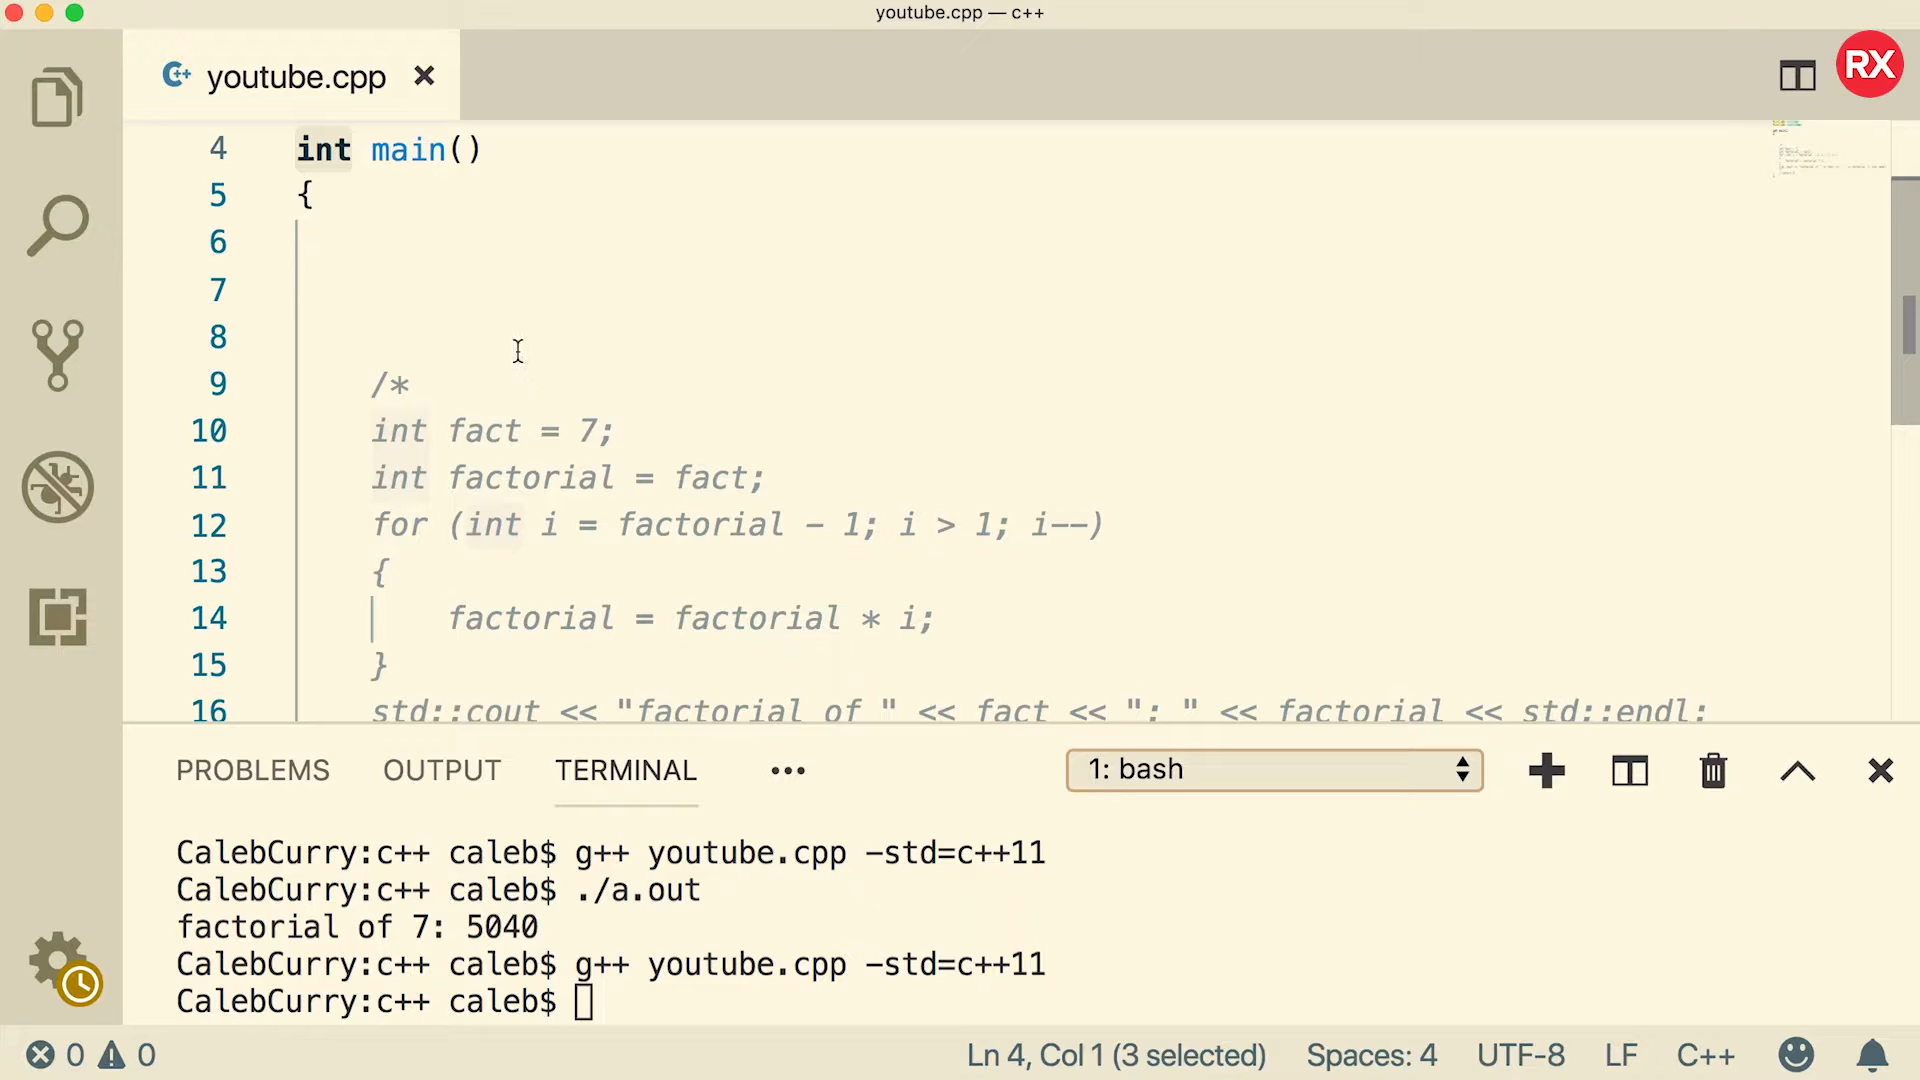 youtube.cpp — c++
youtube.cpp
RX
4 int main()
5 {
6
7
8
9 /*
10 int fact = 7;
11 int factorial = fact;
12 for (int i = factorial - 1; i > 1; i--)
13 {
14 factorial = factorial * i;
15 }
16 std::cout << "factorial of " << fact << ": " << factorial << std::endl;
PROBLEMS OUTPUT TERMINAL ••• 1: bash
CalebCurry:c++ caleb$ g++ youtube.cpp -std=c++11
CalebCurry:c++ caleb$ ./a.out
factorial of 7: 5040
CalebCurry:c++ caleb$ g++ youtube.cpp -std=c++11
CalebCurry:c++ caleb$
0 0 Ln 4, Col 1 (3 selected) Spaces: 4 UTF-8 LF C++